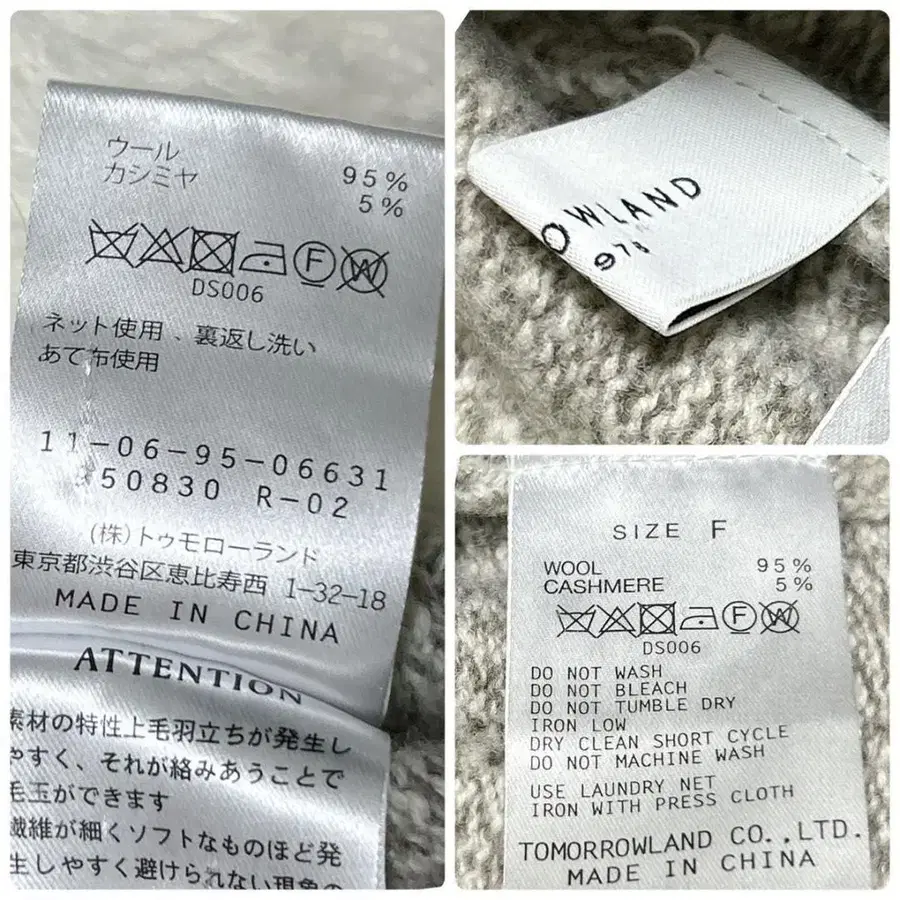 ウール 95%
カシミヤ 5%
DS006
ネット使用、裏返し洗い
あて布使用
11-06-95-06631
50830 R-02
(株)トゥモローランド
東京都渋谷区恵比寿西 1-32-18
MADE IN CHINA
ATTENTION
素材の特性上毛羽立ちが発生し
やすく、それが絡みあうことで
毛玉ができます
繊維が細くソフトなものほど発
生しやすく避けられない現象の
OWLAND
978
SIZE F
WOOL 95%
CASHMERE 5%
DS006
DO NOT WASH
DO NOT BLEACH
DO NOT TUMBLE DRY
IRON LOW
DRY CLEAN SHORT CYCLE
DO NOT MACHINE WASH
USE LAUNDRY NET
IRON WITH PRESS CLOTH
TOMORROWLAND CO.,LTD.
MADE IN CHINA